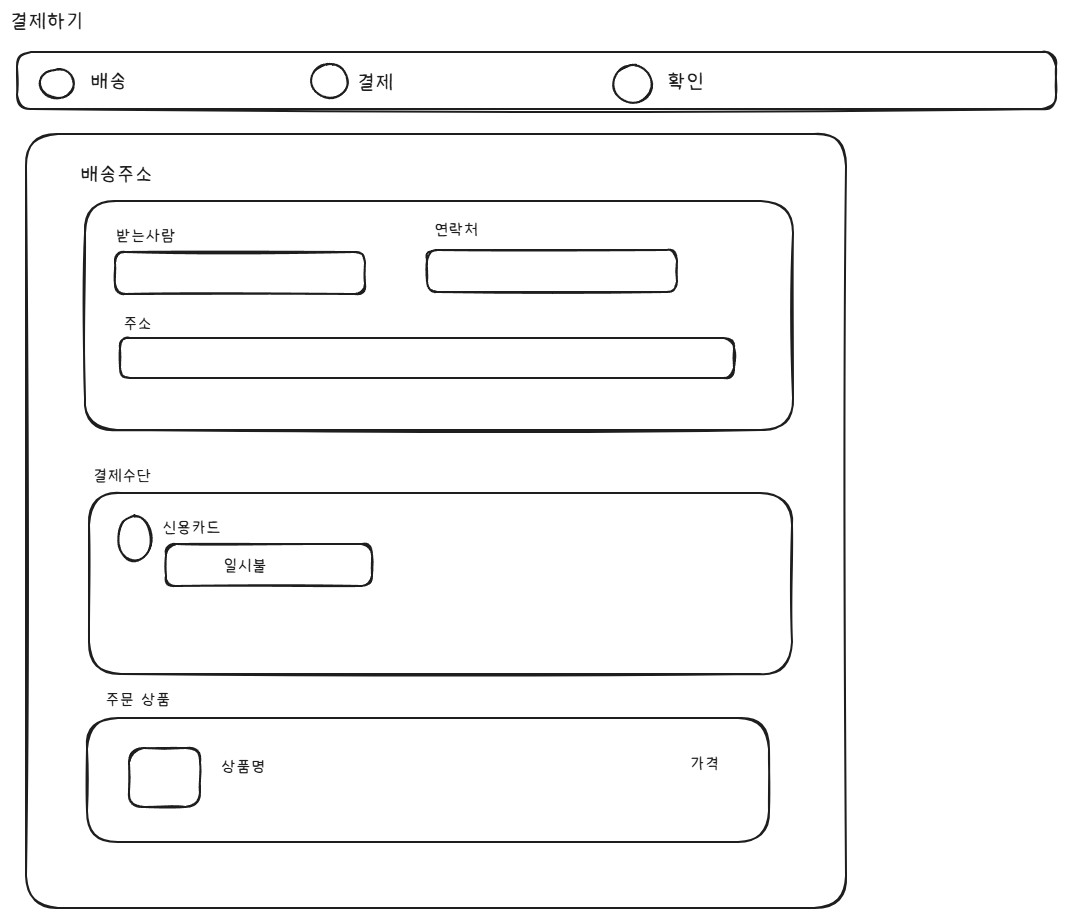 결제하기
배송
결제
확인
배송주소
받는사람
연락처
주소
결제수단
신용카드
일시불
주문 상품
상품명
가격